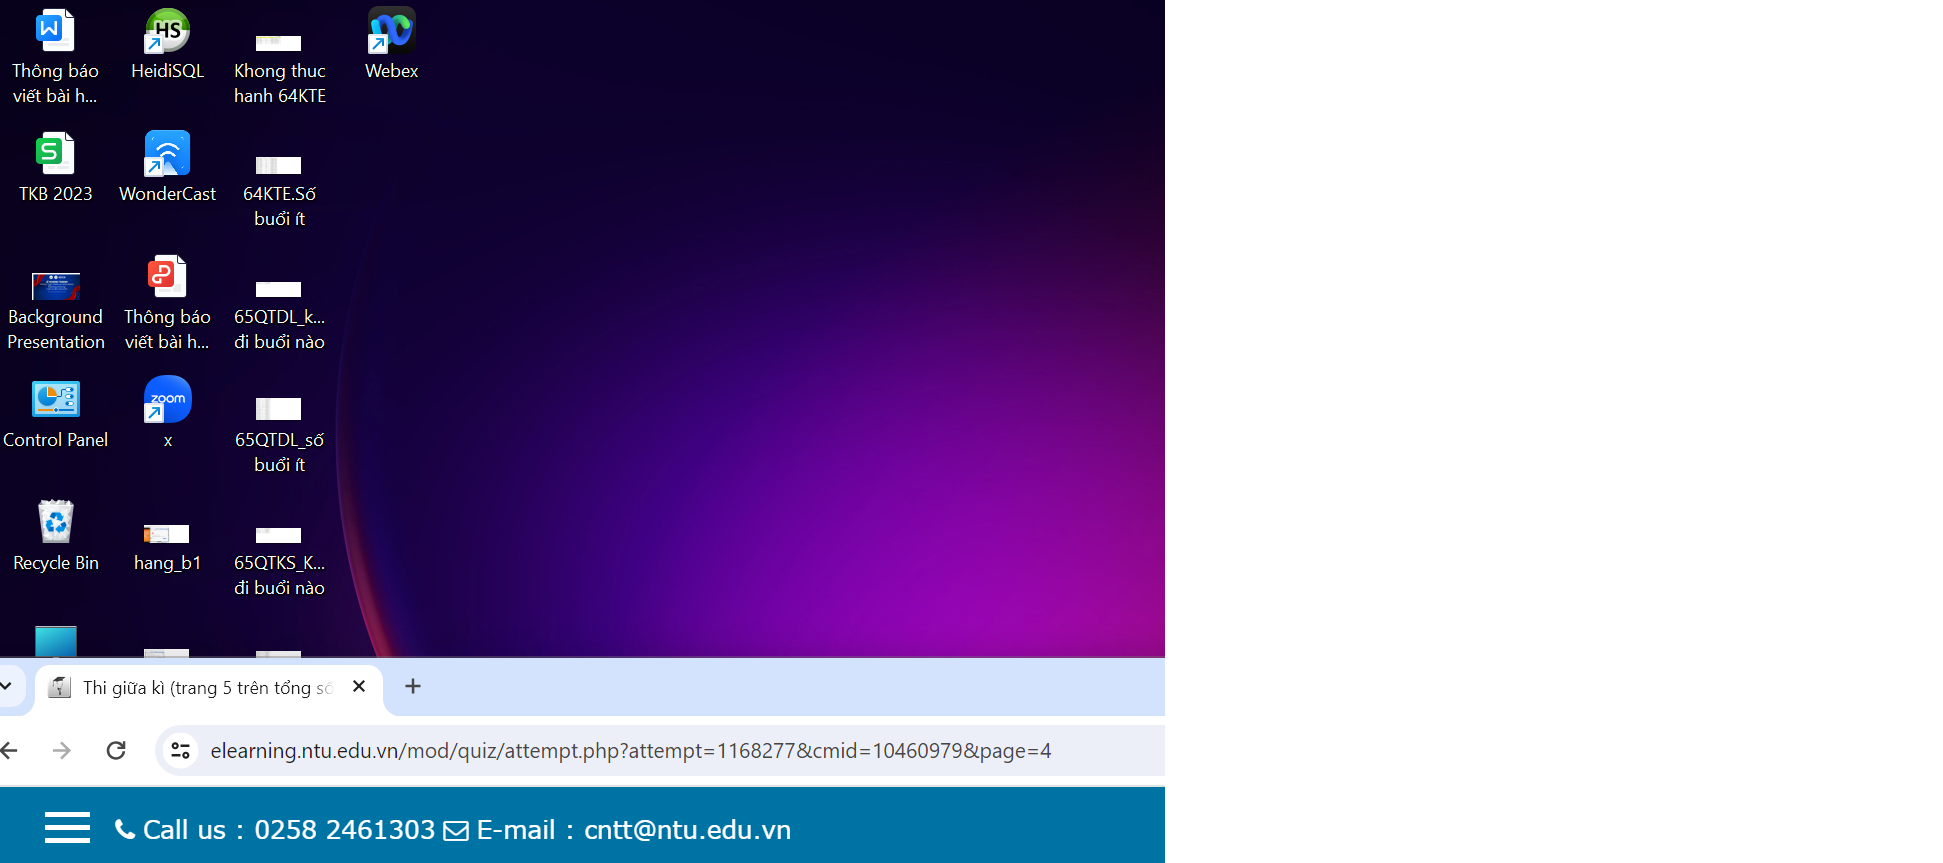 Thông báo
viết bài h...
HeidiSQL
Khong thuc
hanh 64KTE
Webex
TKB 2023
WonderCast
64KTE.Số
buổi ít
Background
Presentation
Thông báo
viết bài h...
65QTDL_k...
đi buổi nào
Control Panel
zoom
x
65QTDL_số
buổi ít
Recycle Bin
hang_b1
65QTKS_K...
đi buổi nào
Thi giữa kì (trang 5 trên tổng số
elearning.ntu.edu.vn/mod/quiz/attempt.php?attempt=1168277&cmid=10460979&page=4
Call us : 0258 2461303 E-mail : cntt@ntu.edu.vn